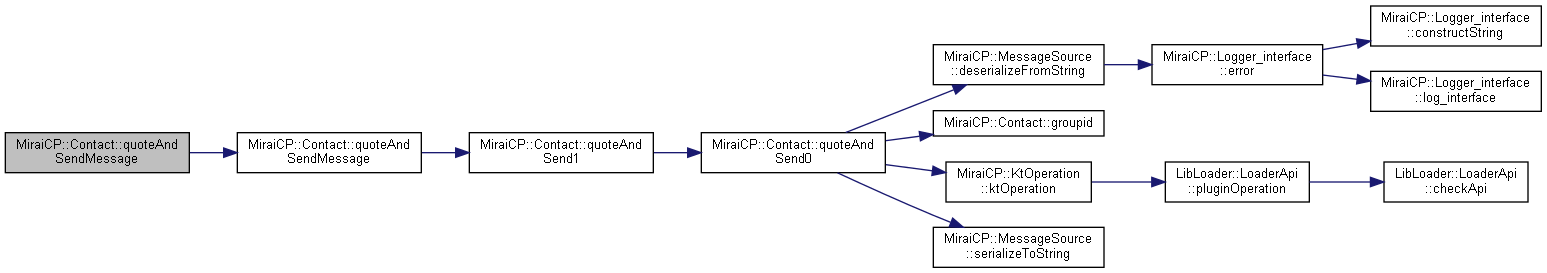 MiraiCP::Contact::quoteAnd
SendMessage
MiraiCP::Contact::quoteAnd
SendMessage
MiraiCP::Contact::quoteAnd
Send1
MiraiCP::Contact::quoteAnd
Send0
MiraiCP::MessageSource
::deserializeFromString
MiraiCP::Logger_interface
::error
MiraiCP::Logger_interface
::constructString
MiraiCP::Logger_interface
::log_interface
MiraiCP::Contact::groupid
MiraiCP::KtOperation
::ktOperation
LibLoader::LoaderApi
::pluginOperation
LibLoader::LoaderApi
::checkApi
MiraiCP::MessageSource
::serializeToString